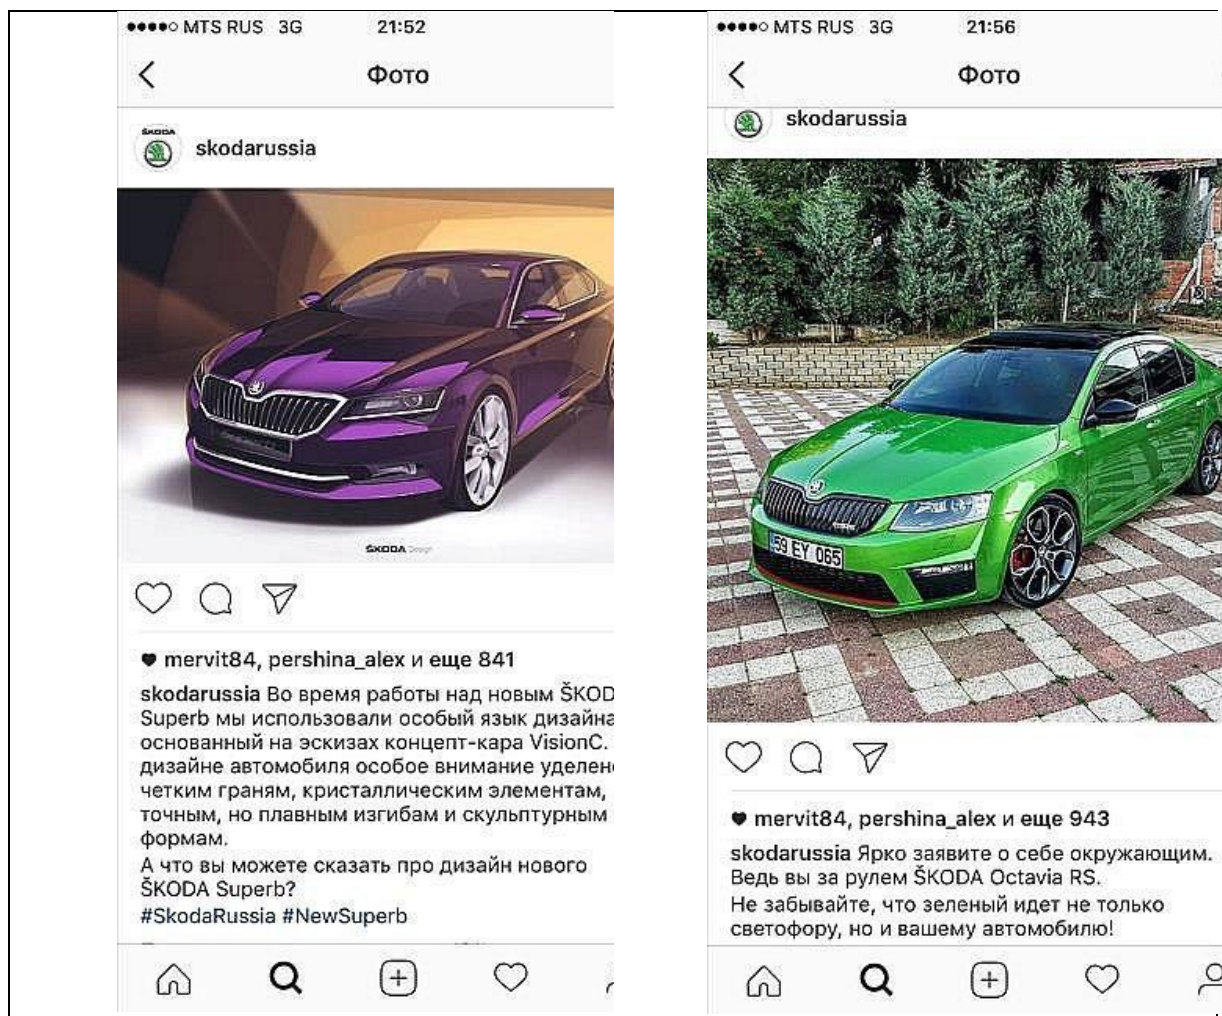 MTS RUS 3G 21:52
Фото
ŠKODA
skodarussia
ŠKODA Design
mervit84, pershina_alex и еще 841
skodarussia Во время работы над новым ŠKOD
Superb мы использовали особый язык дизайна
основанный на эскизах концепт-кара VisionC.
дизайне автомобиля особое внимание уделен
четким граням, кристаллическим элементам,
точным, но плавным изгибам и скульптурным
формам.
А что вы можете сказать про дизайн нового
ŠKODA Superb?
#SkodaRussia #NewSuperb
MTS RUS 3G 21:56
Фото
skodarussia
59 EY 065
mervit84, pershina_alex и еще 943
skodarussia Ярко заявите о себе окружающим.
Ведь вы за рулем ŠKODA Octavia RS.
Не забывайте, что зеленый идет не только
светофору, но и вашему автомобилю!